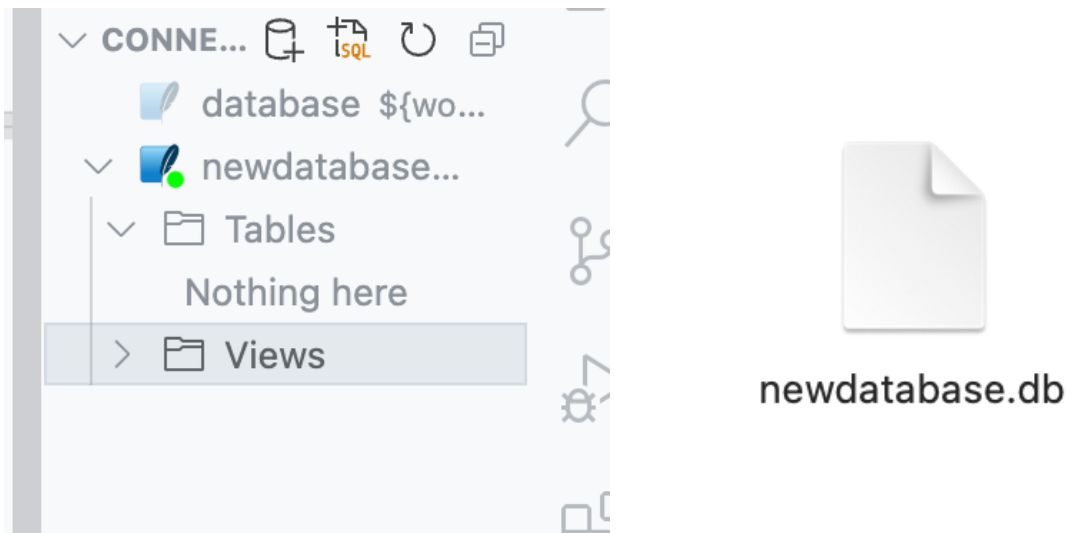 CONNE...
SQL
database ${wo...
newdatabase...
Tables
Nothing here
Views
newdatabase.db